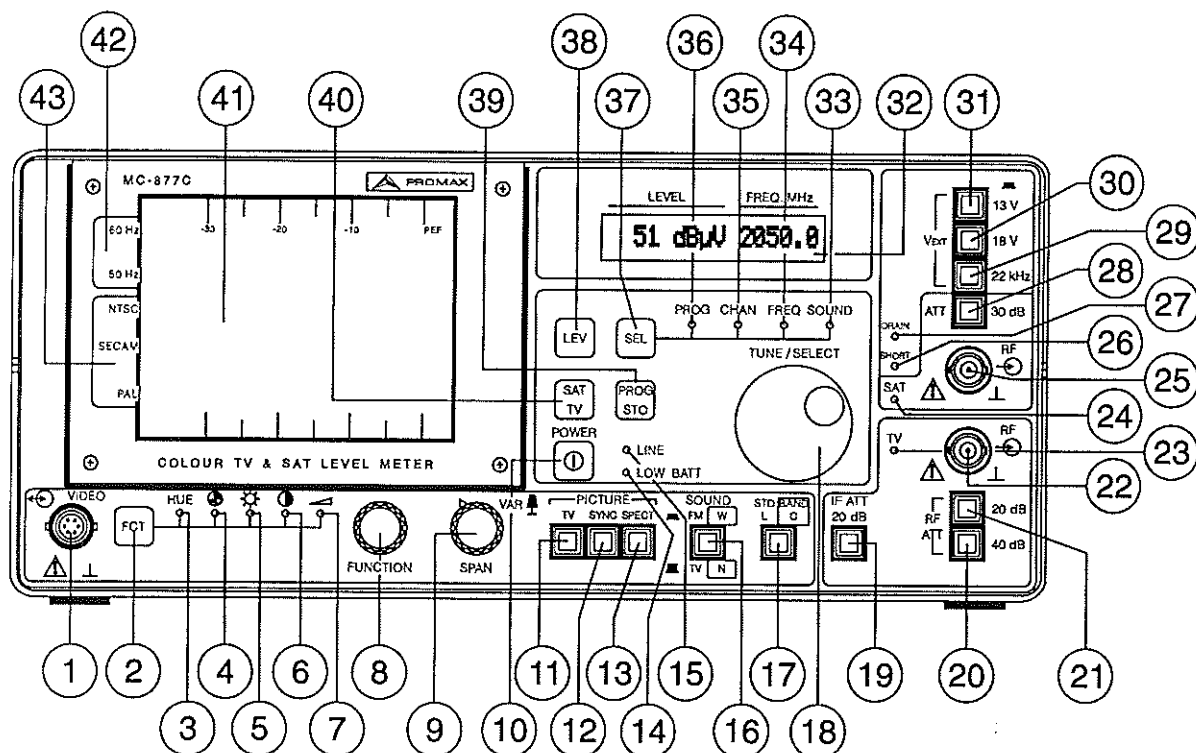 42 38 36 34
43 41 40 39 37 35 33 32 31
MC-877C PROMAX
60 Hz
50 Hz
NTSC
SECAM
PAL
-30 -20 -10 REF
COLOUR TV & SAT LEVEL METER
LEVEL FREQ. MHz
51 dBµV 2050.0
PROG CHAN FREQ SOUND
LEV SEL
TUNE / SELECT
SAT TV
PROG STO
POWER
LINE
LOW BATT
13 V
VEXT 18 V
22 kHz
ATT 30 dB
DRAIN
SHORT
RF
SAT
TV
RF
30
29
28
27
26
25
24
23
22
VIDEO
FCT
HUE
FUNCTION
SPAN
VAR
PICTURE
TV SYNC SPECT
SOUND
FM W
TV N
STD BAND
L C
IF ATT
20 dB
RF ATT
20 dB
40 dB
1 2 4 6 8 11 13 15 17 19 20 21
3 5 7 9 10 12 14 16 18